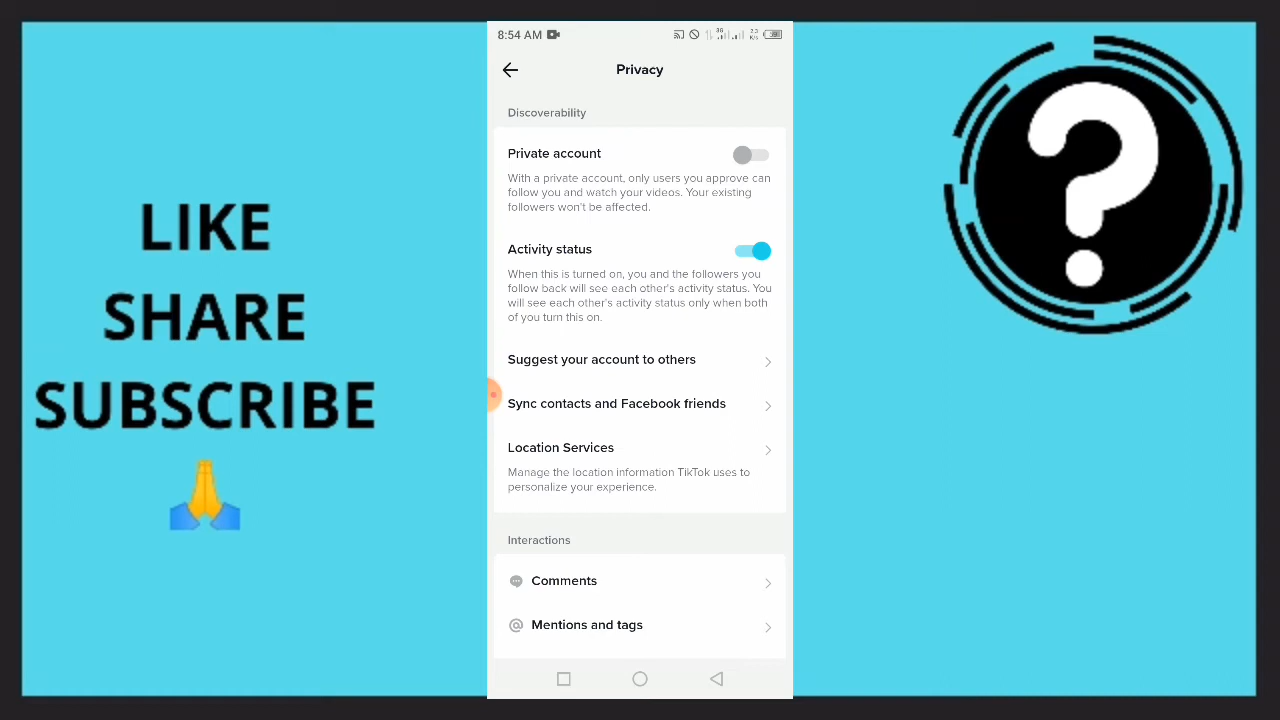 LIKE
SHARE
SUBSCRIBE
8:54 AM
Privacy
Discoverability
Private account
With a private account, only users you approve can
follow you and watch your videos. Your existing
followers won't be affected.
Activity status
When this is turned on, you and the followers you
follow back will see each other's activity status. You
will see each other's activity status only when both
of you turn this on.
Suggest your account to others
Sync contacts and Facebook friends
Location Services
Manage the location information TikTok uses to
personalize your experience.
Interactions
Comments
Mentions and tags
?